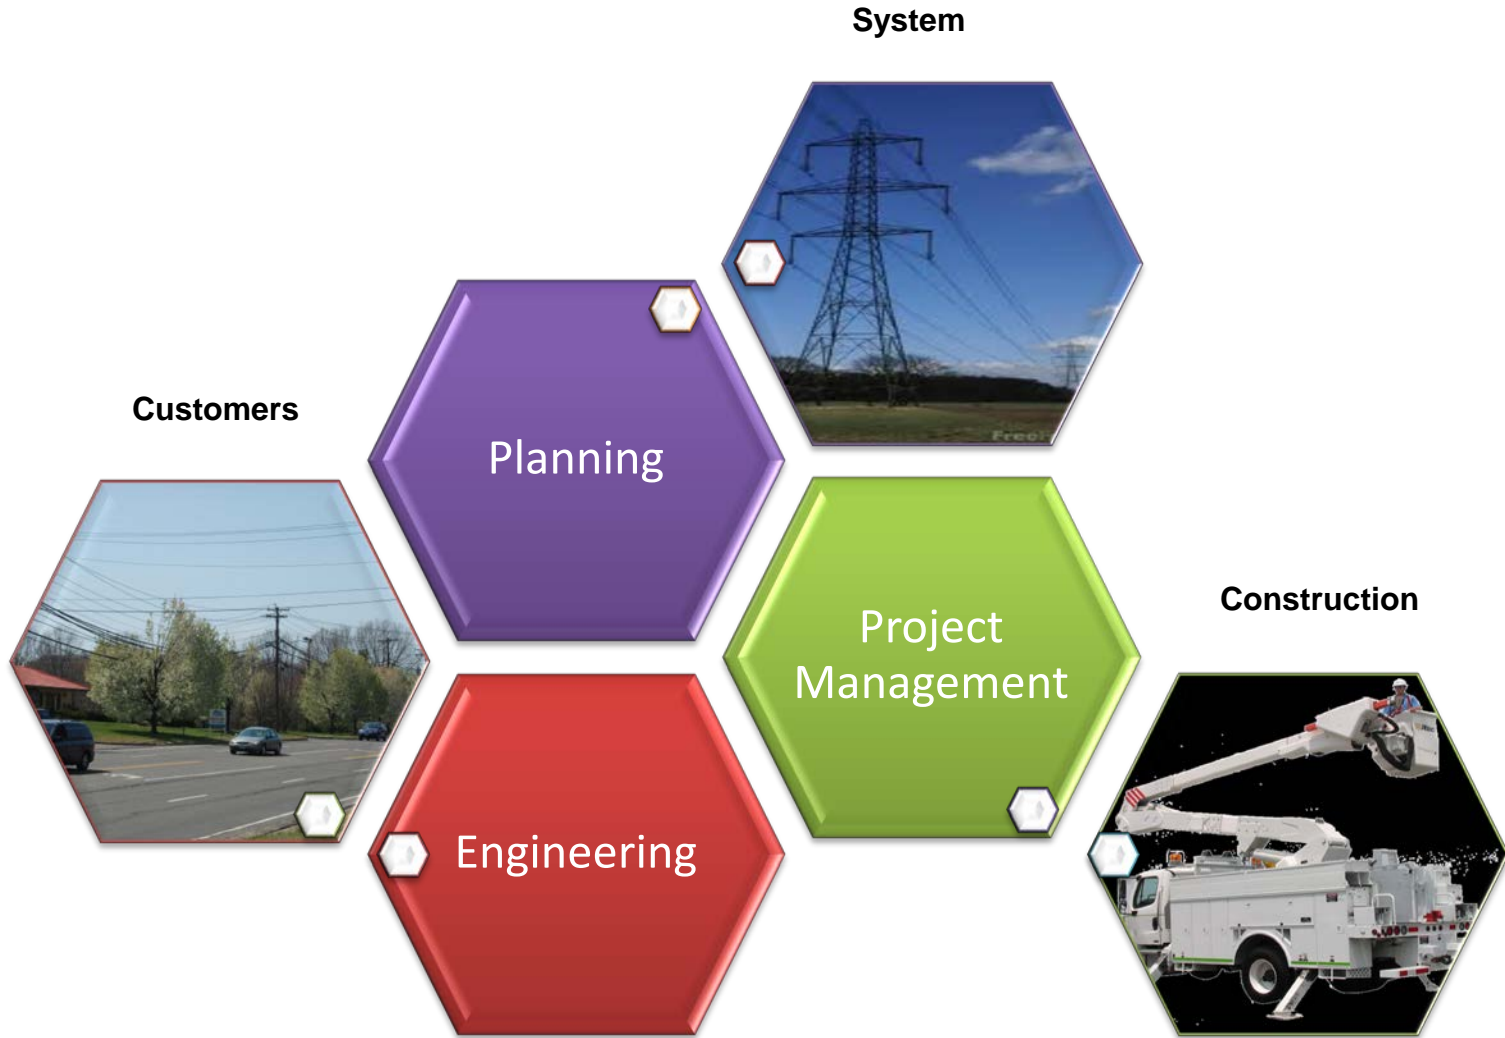 System
Customers
Planning
Project
Management
Construction
Engineering